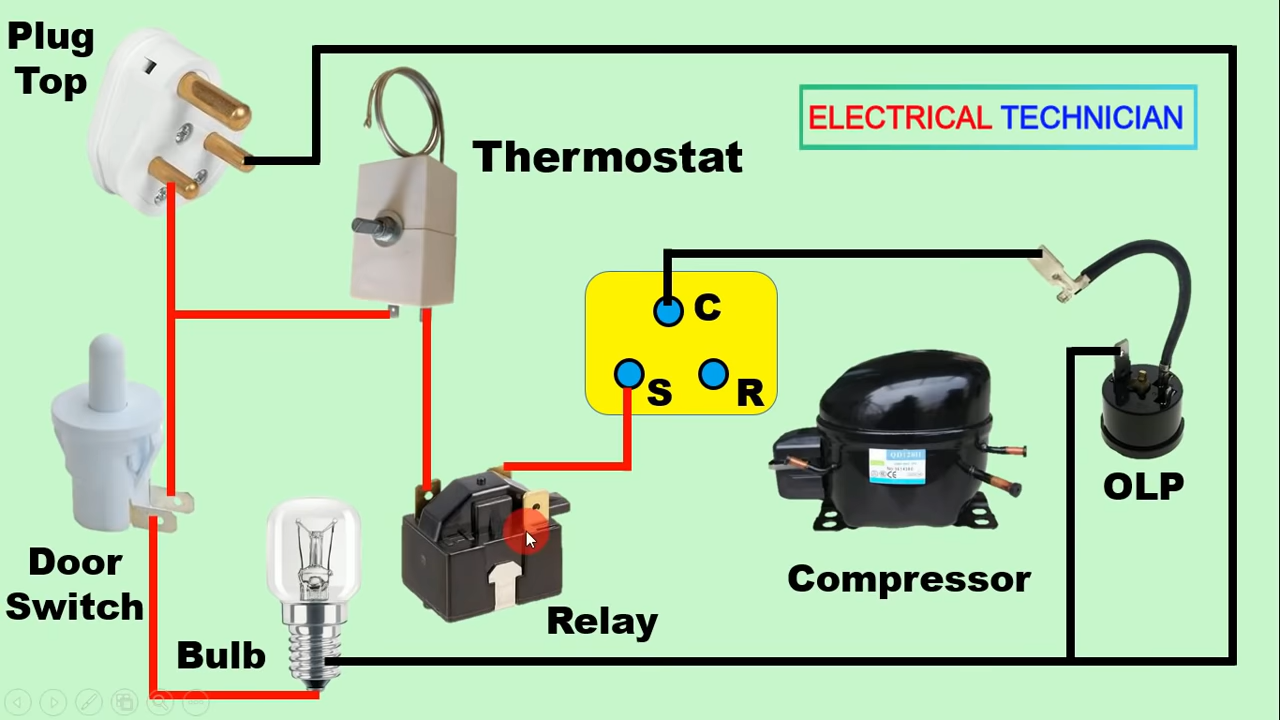 Plug
Top
ELECTRICAL TECHNICIAN
Thermostat
C
S
R
OLP
Door
Switch
Compressor
Relay
Bulb